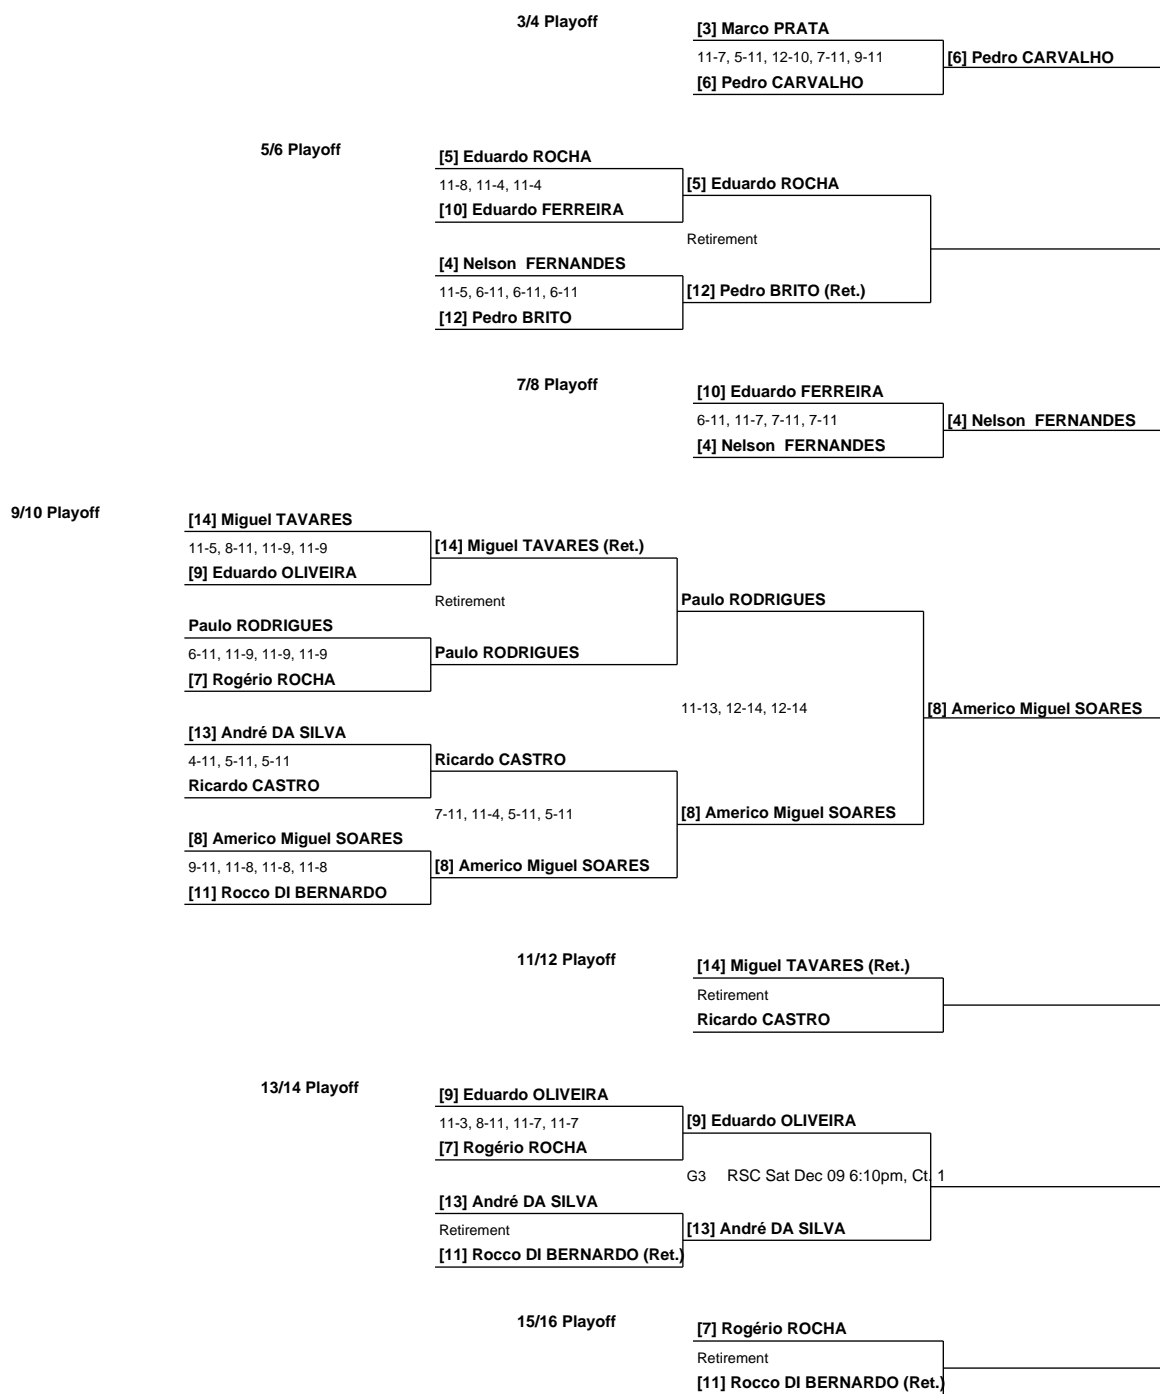 3/4 Playoff
[3] Marco PRATA
11-7, 5-11, 12-10, 7-11, 9-11
[6] Pedro CARVALHO
[6] Pedro CARVALHO
5/6 Playoff
[5] Eduardo ROCHA
11-8, 11-4, 11-4
[5] Eduardo ROCHA
[10] Eduardo FERREIRA
Retirement
[4] Nelson  FERNANDES
11-5, 6-11, 6-11, 6-11
[12] Pedro BRITO (Ret.)
[12] Pedro BRITO
7/8 Playoff
[10] Eduardo FERREIRA
6-11, 11-7, 7-11, 7-11
[4] Nelson  FERNANDES
[4] Nelson  FERNANDES
9/10 Playoff
[14] Miguel TAVARES
11-5, 8-11, 11-9, 11-9
[14] Miguel TAVARES (Ret.)
[9] Eduardo OLIVEIRA
Retirement
Paulo RODRIGUES
Paulo RODRIGUES
6-11, 11-9, 11-9, 11-9
Paulo RODRIGUES
[7] Rogério ROCHA
11-13, 12-14, 12-14
[8] Americo Miguel SOARES
[13] André DA SILVA
4-11, 5-11, 5-11
Ricardo CASTRO
Ricardo CASTRO
7-11, 11-4, 5-11, 5-11
[8] Americo Miguel SOARES
[8] Americo Miguel SOARES
9-11, 11-8, 11-8, 11-8
[8] Americo Miguel SOARES
[11] Rocco DI BERNARDO
11/12 Playoff
[14] Miguel TAVARES (Ret.)
Retirement
Ricardo CASTRO
13/14 Playoff
[9] Eduardo OLIVEIRA
11-3, 8-11, 11-7, 11-7
[9] Eduardo OLIVEIRA
[7] Rogério ROCHA
G3 RSC Sat Dec 09 6:10pm, Ct. 1
[13] André DA SILVA
Retirement
[13] André DA SILVA
[11] Rocco DI BERNARDO (Ret.)
15/16 Playoff
[7] Rogério ROCHA
Retirement
[11] Rocco DI BERNARDO (Ret.)